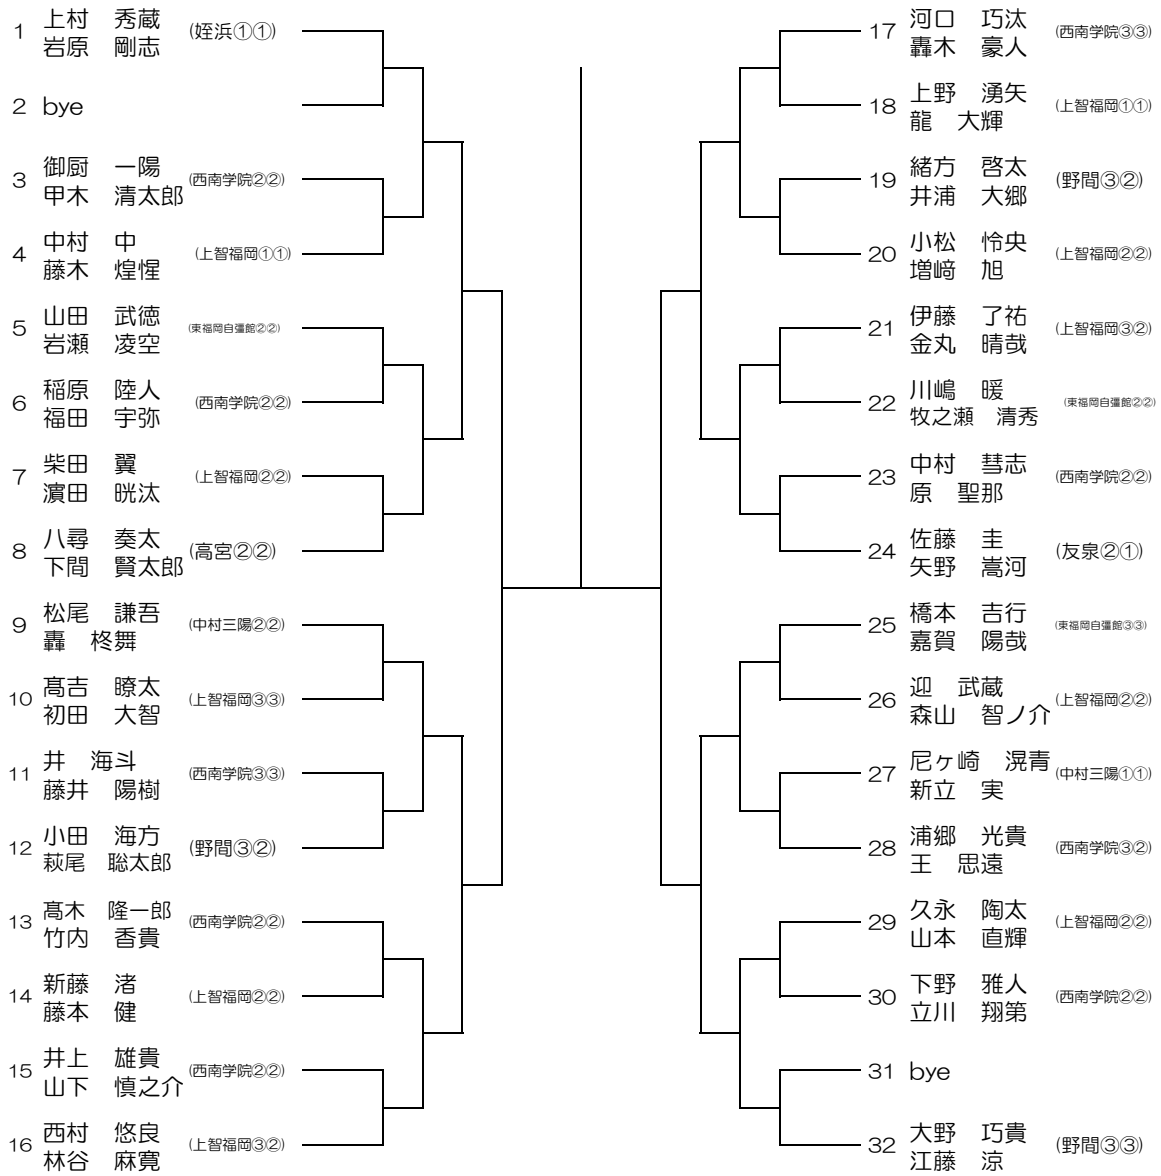 1 上村 秀蔵 (姪浜①①)
岩原 剛志
2 bye
3 御厨 一陽 (西南学院②②)
甲木 清太郎
4 中村 中 (上智福岡①①)
藤木 煌惺
5 山田 武徳 (東福岡自彊館②②)
岩瀬 凌空
6 稲原 陸人 (西南学院②②)
福田 宇弥
7 柴田 翼 (上智福岡②②)
濵田 晄汰
8 八尋 奏太 (高宮②②)
下間 賢太郎
9 松尾 謙吾 (中村三陽②②)
轟 柊舞
10 髙吉 瞭太 (上智福岡③③)
初田 大智
11 井 海斗 (西南学院③③)
藤井 陽樹
12 小田 海方 (野間③②)
萩尾 聡太郎
13 髙木 隆一郎 (西南学院②②)
竹内 香貴
14 新藤 渚 (上智福岡②②)
藤本 健
15 井上 雄貴 (西南学院②②)
山下 慎之介
16 西村 悠良 (上智福岡③②)
林谷 麻寛
17 河口 巧汰 (西南学院③③)
轟木 豪人
18 上野 湧矢 (上智福岡①①)
龍 大輝
19 緒方 啓太 (野間③②)
井浦 大郷
20 小松 怜央 (上智福岡②②)
増﨑 旭
21 伊藤 了祐 (上智福岡③②)
金丸 晴哉
22 川嶋 暖 (東福岡自彊館②②)
牧之瀬 清秀
23 中村 彗志 (西南学院②②)
原 聖那
24 佐藤 圭 (友泉②①)
矢野 嵩河
25 橋本 吉行 (東福岡自彊館③③)
嘉賀 陽哉
26 迎 武蔵 (上智福岡②②)
森山 智ノ介
27 尼ヶ崎 滉青 (中村三陽①①)
新立 実
28 浦郷 光貴 (西南学院③②)
王 思遠
29 久永 陶太 (上智福岡②②)
山本 直輝
30 下野 雅人 (西南学院②②)
立川 翔第
31 bye
32 大野 巧貴 (野間③③)
江藤 涼